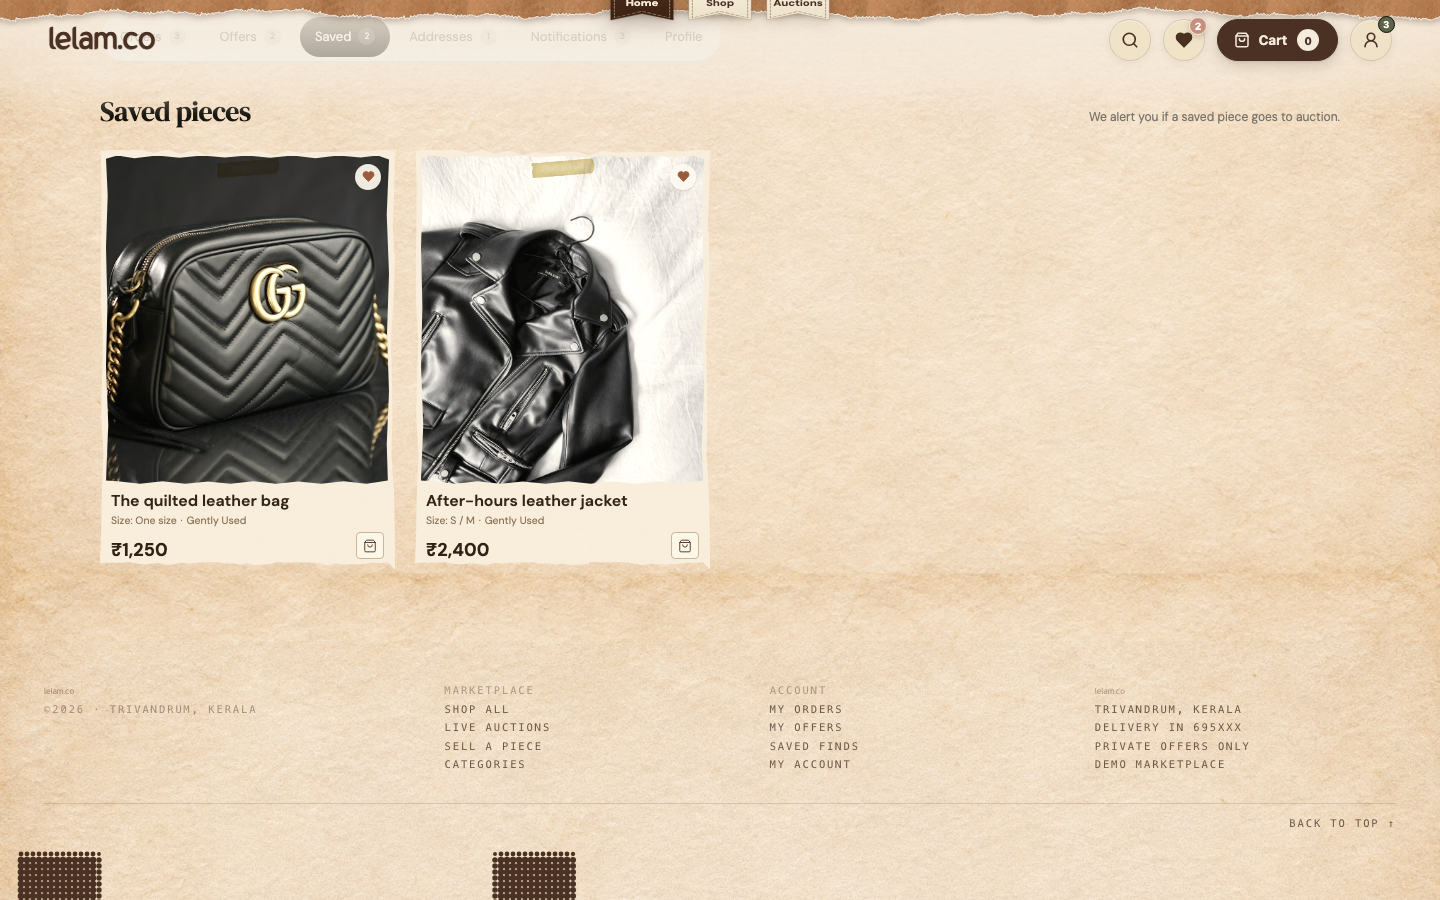 Home
Shop
Auctions
lelam.co
3
Offers 2
Saved 2
Addresses 1
Notifications 3
Profile
2
Cart 0
3
Saved pieces
We alert you if a saved piece goes to auction.
The quilted leather bag
Size: One size · Gently Used
₹1,250
After-hours leather jacket
Size: S / M · Gently Used
₹2,400
lelam.co
©2026 · TRIVANDRUM, KERALA
MARKETPLACE
SHOP ALL
LIVE AUCTIONS
SELL A PIECE
CATEGORIES
ACCOUNT
MY ORDERS
MY OFFERS
SAVED FINDS
MY ACCOUNT
lelam.co
TRIVANDRUM, KERALA
DELIVERY IN 695XXX
PRIVATE OFFERS ONLY
DEMO MARKETPLACE
BACK TO TOP ↑